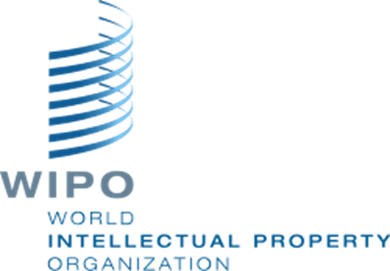 WIPO
WORLD
INTELLECTUAL PROPERTY
ORGANIZATION